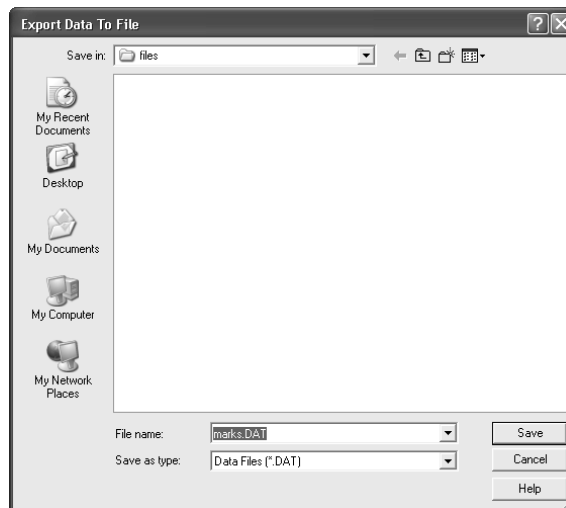 Export Data To File
Save in: files
My Recent
Documents
Desktop
My Documents
My Computer
My Network
Places
File name: marks.DAT Save
Save as type: Data Files (*.DAT) Cancel
Help